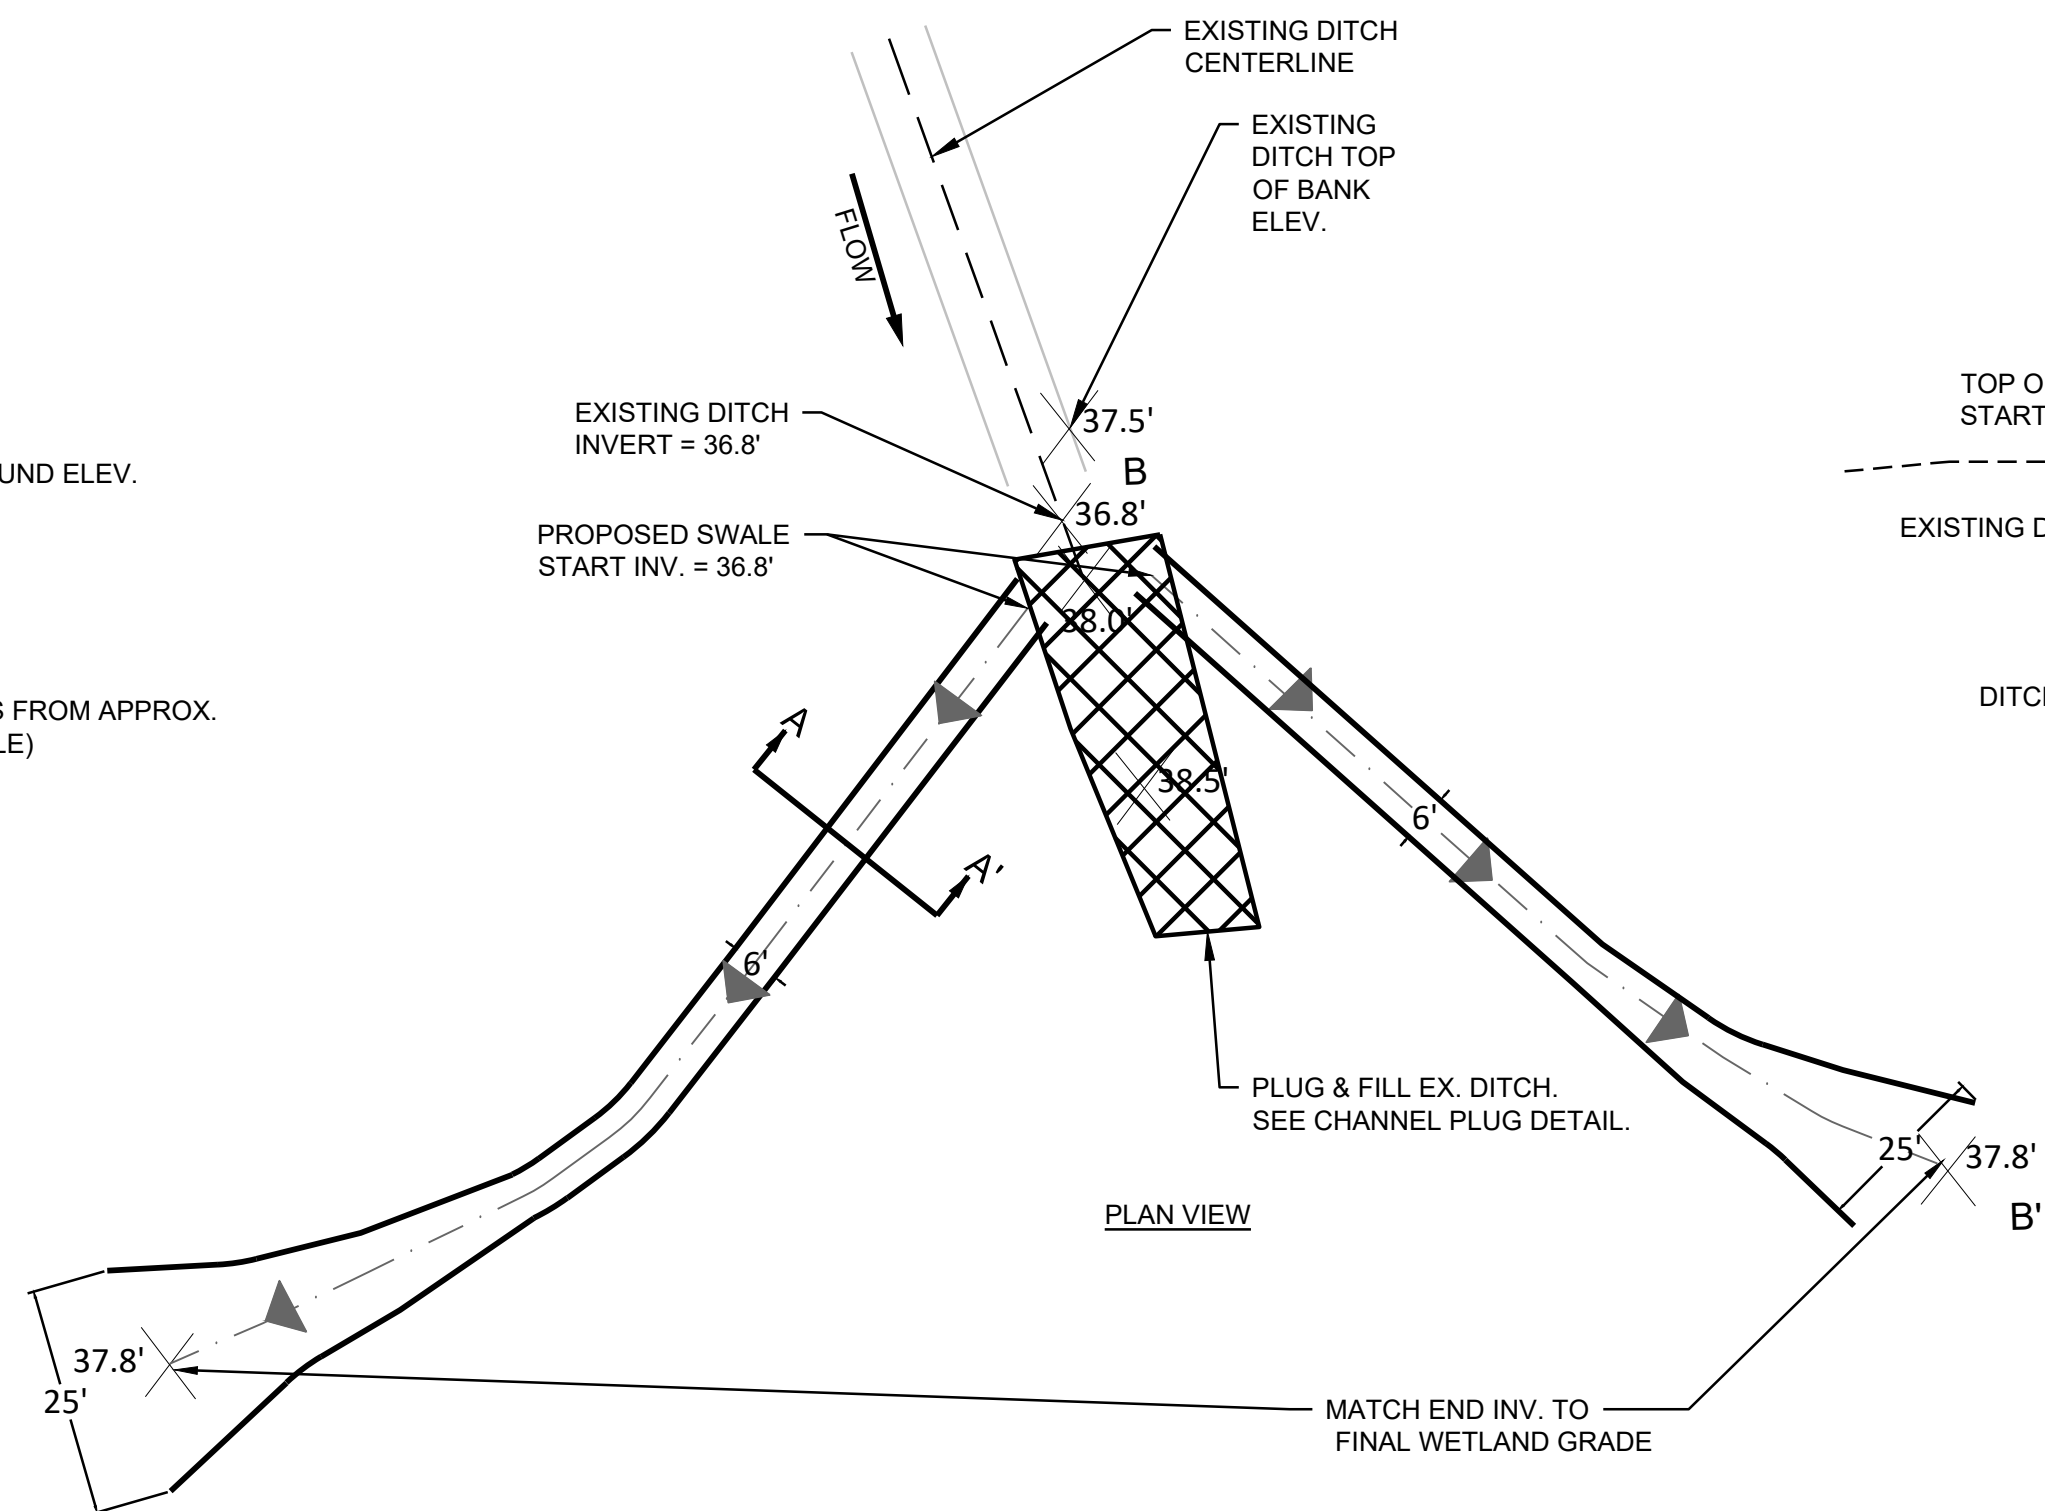 EXISTING DITCH
CENTERLINE
EXISTING
DITCH TOP
OF BANK
ELEV.
FLOW
EXISTING DITCH
INVERT = 36.8'
37.5'
B
36.8'
PROPOSED SWALE
START INV. = 36.8'
38.0'
38.5'
UND ELEV.
S FROM APPROX.
LE)
TOP O
START
EXISTING D
DITCH
A
A'
6'
6'
PLUG & FILL EX. DITCH.
SEE CHANNEL PLUG DETAIL.
25'
37.8'
B'
PLAN VIEW
37.8'
25'
MATCH END INV. TO
FINAL WETLAND GRADE